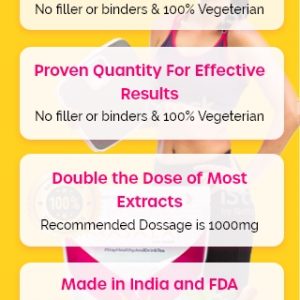 No filler or binders & 100% Vegeterian
Proven Quantity For Effective
Results
No filler or binders & 100% Vegeterian
Double the Dose of Most
Extracts
Recommended Dossage is 1000mg
Made in India and FDA